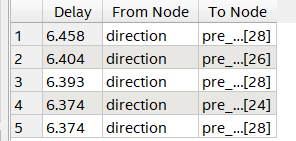 Delay From Node To Node
1 6.458 direction pre_...[28]
2 6.404 direction pre_...[26]
3 6.393 direction pre_...[28]
4 6.374 direction pre_...[24]
5 6.374 direction pre_...[28]